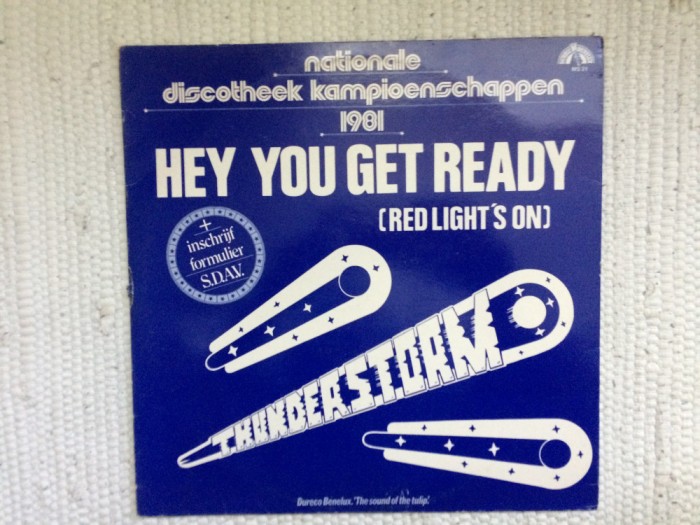 nationale
discotheek kampioenschappen
1981
HEY YOU GET READY
(RED LIGHT'S ON)
+
inschrijf
formulier
S.D.A.V.
THUNDERSTORM
Dureco Benelux. 'The sound of the tulip'.